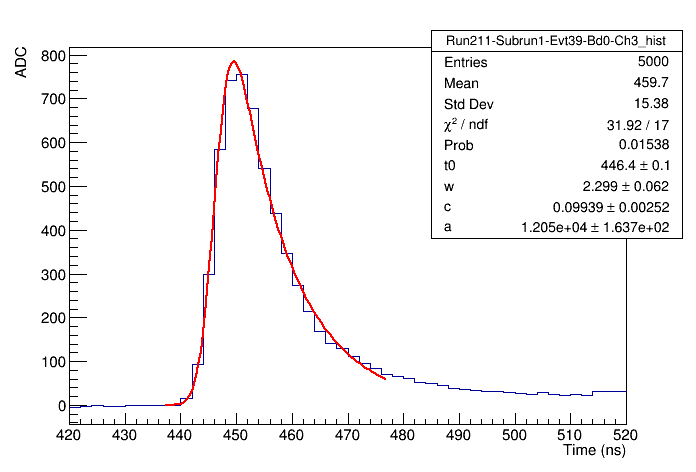 Run211-Subrun1-Evt39-Bd0-Ch3_hist
Entries 5000
Mean 459.7
Std Dev 15.38
χ² / ndf 31.92 / 17
Prob 0.01538
t0 446.4 ± 0.1
w 2.299 ± 0.062
c 0.09939 ± 0.00252
a 1.205e+04 ± 1.637e+02
ADC
800
700
600
500
400
300
200
100
0
420 430 440 450 460 470 480 490 500 510 520
Time (ns)